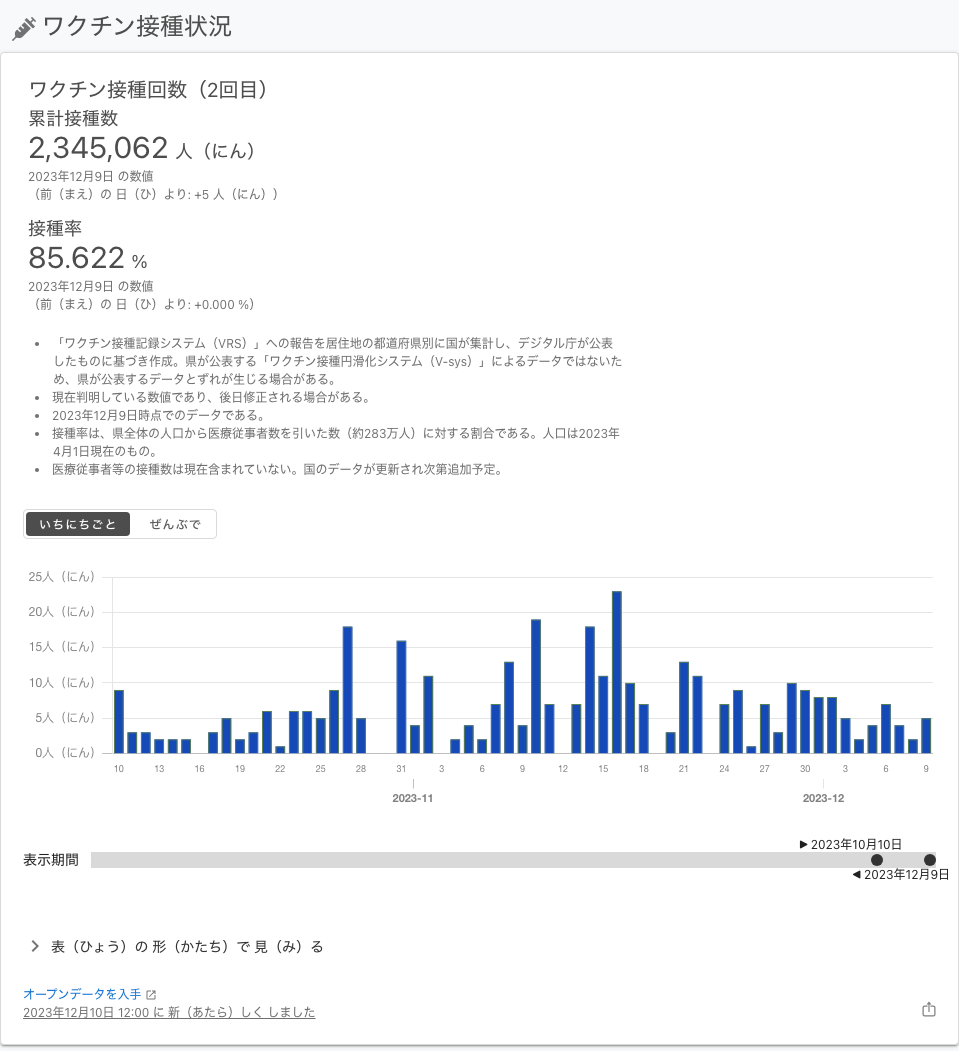 ワクチン接種状況
ワクチン接種回数（2回目）
累計接種数
2,345,062 人（にん）
2023年12月9日 の数値
（前（まえ）の 日（ひ）より: +5 人（にん））
接種率
85.622 %
2023年12月9日 の数値
（前（まえ）の 日（ひ）より: +0.000 %）
• 「ワクチン接種記録システム（VRS）」への報告を居住地の都道府県別に国が集計し、デジタル庁が公表
したものに基づき作成。県が公表する「ワクチン接種円滑化システム（V-sys）」によるデータではないた
め、県が公表するデータとずれが生じる場合がある。
• 現在判明している数値であり、後日修正される場合がある。
• 2023年12月9日時点でのデータである。
• 接種率は、県全体の人口から医療従事者数を引いた数（約283万人）に対する割合である。人口は2023年
4月1日現在のもの。
• 医療従事者等の接種数は現在含まれていない。国のデータが更新され次第追加予定。
いちにちごと ぜんぶで
25人（にん）
20人（にん）
15人（にん）
10人（にん）
5人（にん）
0人（にん）
10 13 16 19 22 25 28 31 3 6 9 12 15 18 21 24 27 30 3 6 9
2023-11 2023-12
▶ 2023年10月10日
表示期間
◀ 2023年12月9日
表（ひょう）の 形（かたち）で 見（み）る
オープンデータを入手
2023年12月10日 12:00 に 新（あたら）しく しました